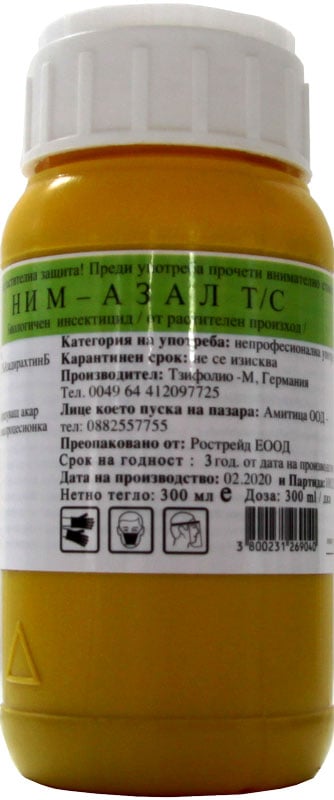 защита! Преди употреба прочети внимателно
НИМ – АЗАЛ Т/С
Биологичен инсектицид / от растителен произход /
Категория на употреба: непрофесионална
Карантинен срок: не се изисква
Производител: Тзифолио -М, Германия
Тел. 0049 64 412097725
акар
Лице което пуска на пазара: Амитица ООД -
тел: 0882557755
Преопаковано от: Рострейд ЕООД
Срок на годност : 3 год. от дата на
Дата на производство: 02.2020 и Партида:
Нетно тегло: 300 мл е Доза: 300 ml /
3 800231 269040